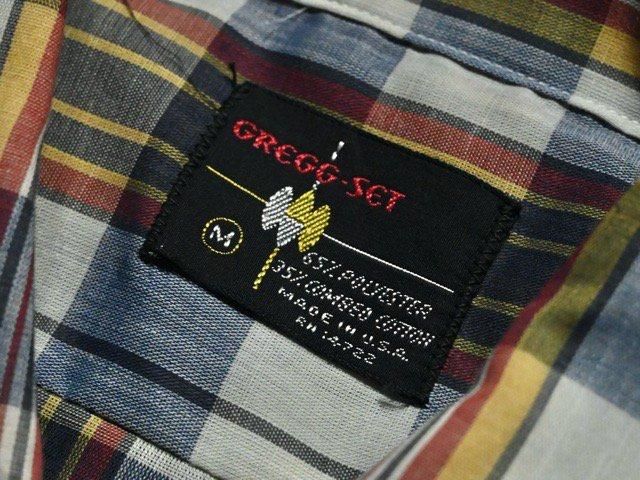 GREGG-SET
M
65% POLYESTER
35% COMBED COTTON
MADE IN U.S.A.
RN 14722